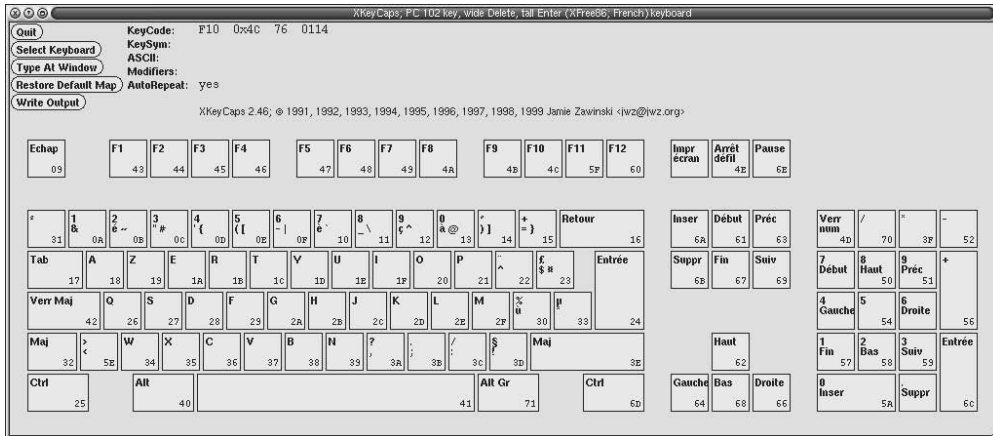 XKeyCaps; PC 102 key, wide Delete, tall Enter (XFree86; French) keyboard
Quit KeyCode: F10 0x4C 76 0114
Select Keyboard KeySym:
ASCII:
Type At Window Modifiers:
Restore Default Map AutoRepeat: yes
Write Output
XKeyCaps 2.46; © 1991, 1992, 1993, 1994, 1995, 1996, 1997, 1998, 1999 Jamie Zawinski <jwz@jwz.org>
Echap F1 F2 F3 F4 F5 F6 F7 F8 F9 F10 F11 F12 Impr Arrêt Pause
écran défil
09 43 44 45 46 47 48 49 4A 4B 4C 5F 60 4E 6E
² 1 2 3 4 5 6 7 8 9 0 ° + Retour Inser Début Préc Verr / * -
& é ~ " # ' { ( [ - | è ` _ \ ç ^ à @ ) ] = } num
31 0A 0B 0C 0D 0E 0F 10 11 12 13 14 15 16 6A 61 63 4D 70 3F 52
Tab A Z E R T Y U I O P ¨ £ Entrée Suppr Fin Suiv 7 8 9 +
^ $ ¤ Début Haut Préc
17 18 19 1A 1B 1C 1D 1E 1F 20 21 22 23 6B 67 69 50 51
Verr Maj Q S D F G H J K L M % µ 4 5 6
ù Gauche Droite
42 26 27 28 29 2A 2B 2C 2D 2E 2F 30 33 24 54 56
Maj > W X C V B N ? . / § Maj Haut 1 2 3 Entrée
< , ; : ! Fin Bas Suiv
32 5E 34 35 36 37 38 39 3A 3B 3C 3D 3E 62 57 58 59
Ctrl Alt Alt Gr Ctrl Gauche Bas Droite 0 .
Inser Suppr
25 40 41 71 6D 64 68 66 5A 6C